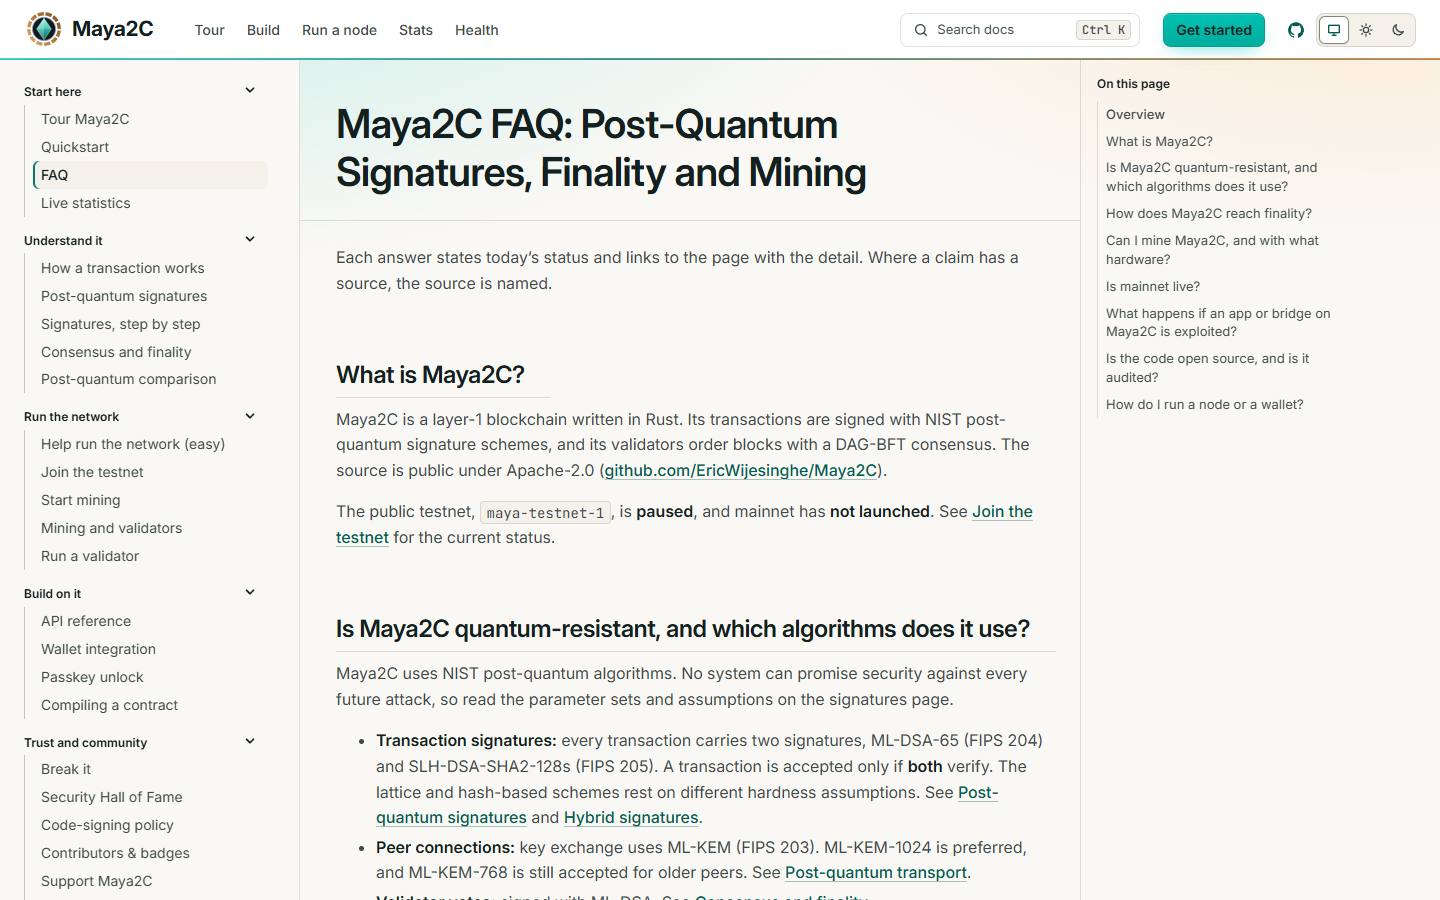 Maya2C
Tour Build Run a node Stats Health
Search docs Ctrl K
Get started
Start here
Tour Maya2C
Quickstart
FAQ
Live statistics
Understand it
How a transaction works
Post-quantum signatures
Signatures, step by step
Consensus and finality
Post-quantum comparison
Run the network
Help run the network (easy)
Join the testnet
Start mining
Mining and validators
Run a validator
Build on it
API reference
Wallet integration
Passkey unlock
Compiling a contract
Trust and community
Break it
Security Hall of Fame
Code-signing policy
Contributors & badges
Support Maya2C
Maya2C FAQ: Post-Quantum
Signatures, Finality and Mining
Each answer states today’s status and links to the page with the detail. Where a claim has a
source, the source is named.
What is Maya2C?
Maya2C is a layer-1 blockchain written in Rust. Its transactions are signed with NIST post-
quantum signature schemes, and its validators order blocks with a DAG-BFT consensus. The
source is public under Apache-2.0 (github.com/EricWijesinghe/Maya2C).
The public testnet, maya-testnet-1, is paused, and mainnet has not launched. See Join the
testnet for the current status.
Is Maya2C quantum-resistant, and which algorithms does it use?
Maya2C uses NIST post-quantum algorithms. No system can promise security against every
future attack, so read the parameter sets and assumptions on the signatures page.
• Transaction signatures: every transaction carries two signatures, ML-DSA-65 (FIPS 204)
and SLH-DSA-SHA2-128s (FIPS 205). A transaction is accepted only if both verify. The
lattice and hash-based schemes rest on different hardness assumptions. See Post-
quantum signatures and Hybrid signatures.
• Peer connections: key exchange uses ML-KEM (FIPS 203). ML-KEM-1024 is preferred,
and ML-KEM-768 is still accepted for older peers. See Post-quantum transport.
• Validator votes: signed with ML-DSA. See Consensus and finality.
On this page
Overview
What is Maya2C?
Is Maya2C quantum-resistant, and
which algorithms does it use?
How does Maya2C reach finality?
Can I mine Maya2C, and with what
hardware?
Is mainnet live?
What happens if an app or bridge on
Maya2C is exploited?
Is the code open source, and is it
audited?
How do I run a node or a wallet?